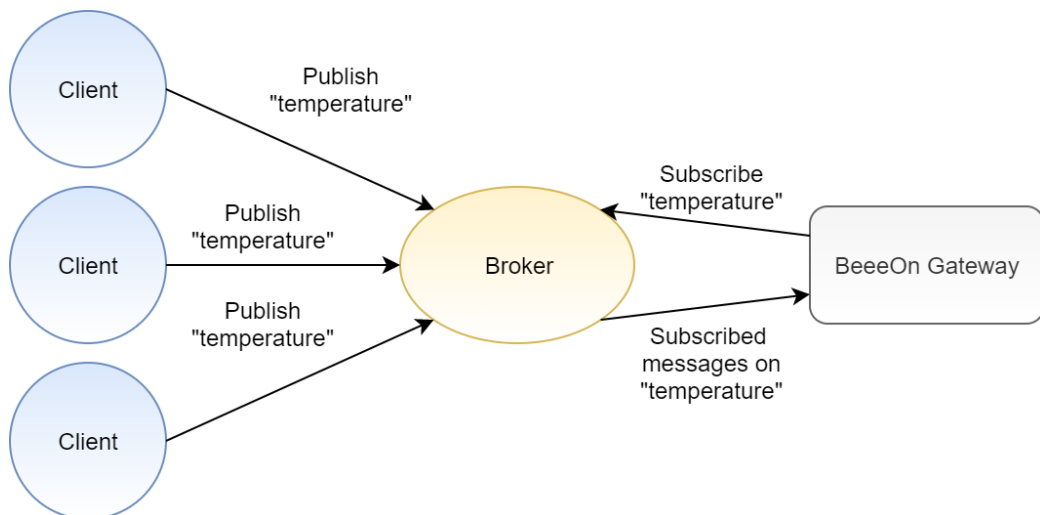 Client
Publish
"temperature"
Client
Publish
"temperature"
Client
Publish
"temperature"
Broker
Subscribe
"temperature"
Subscribed
messages on
"temperature"
BeeeOn Gateway